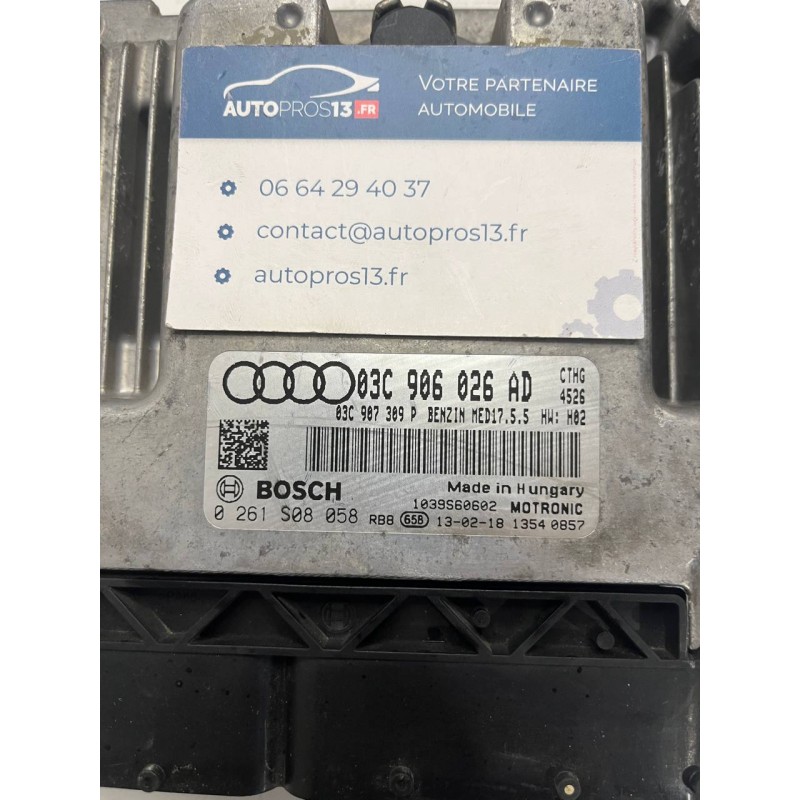 AUTOPROS13.FR
VOTRE PARTENAIRE
AUTOMOBILE
06 64 29 40 37
contact@autopros13.fr
autopros13.fr
03C 906 026 AD CTHG
4526
03C 907 309 P BENZIN MED17.5.5 HW: H02
BOSCH Made in Hungary
1039S60602 MOTRONIC
0 261 S08 058 RB8 658 13-02-18 1354 0857